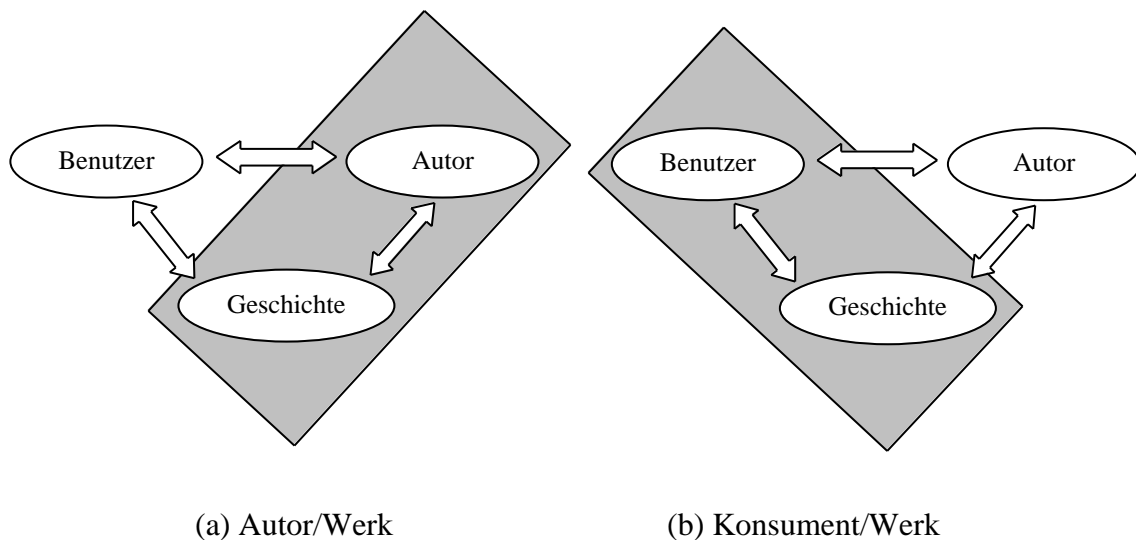 Benutzer
Autor
Geschichte
Benutzer
Autor
Geschichte
(a) Autor/Werk
(b) Konsument/Werk